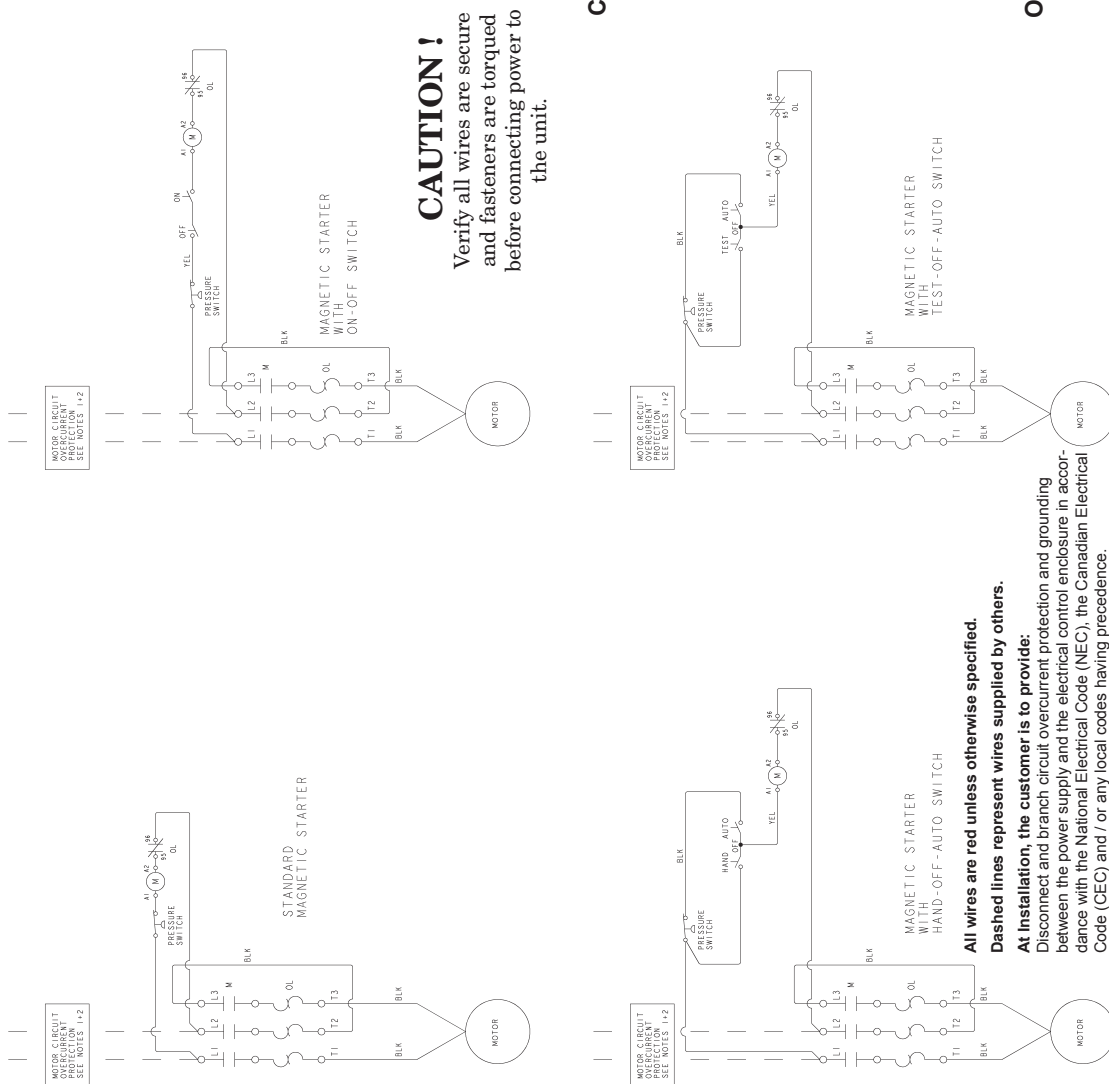 MOTOR CIRCUIT
OVERCURRENT
PROTECTION
SEE NOTES 1+2
PRESSURE
SWITCH
A1
M
A2
95
96
OL
L1
L2
L3
M
OL
T1
T2
T3
BLK
BLK
BLK
MOTOR
STANDARD
MAGNETIC STARTER
MOTOR CIRCUIT
OVERCURRENT
PROTECTION
SEE NOTES 1+2
PRESSURE
SWITCH
YEL
OFF
ON
A1
M
A2
95
96
OL
L1
L2
L3
M
OL
T1
T2
T3
BLK
BLK
BLK
MOTOR
MAGNETIC STARTER
WITH
ON-OFF SWITCH
CAUTION !
Verify all wires are secure
and fasteners are torqued
before connecting power to
the unit.
MOTOR CIRCUIT
OVERCURRENT
PROTECTION
SEE NOTES 1+2
PRESSURE
SWITCH
BLK
HAND
OFF
AUTO
YEL
A1
M
A2
95
96
OL
L1
L2
L3
M
OL
T1
T2
T3
BLK
BLK
BLK
MOTOR
MAGNETIC STARTER
WITH
HAND-OFF-AUTO SWITCH
MOTOR CIRCUIT
OVERCURRENT
PROTECTION
SEE NOTES 1+2
PRESSURE
SWITCH
BLK
TEST
OFF
AUTO
YEL
A1
M
A2
95
96
OL
L1
L2
L3
M
OL
T1
T2
T3
BLK
BLK
BLK
MOTOR
MAGNETIC STARTER
WITH
TEST-OFF-AUTO SWITCH
All wires are red unless otherwise specified.
Dashed lines represent wires supplied by others.
At Installation, the customer is to provide:
Disconnect and branch circuit overcurrent protection and grounding
between the power supply and the electrical control enclosure in accor-
dance with the National Electrical Code (NEC), the Canadian Electrical
Code (CEC) and / or any local codes having precedence.
C
O